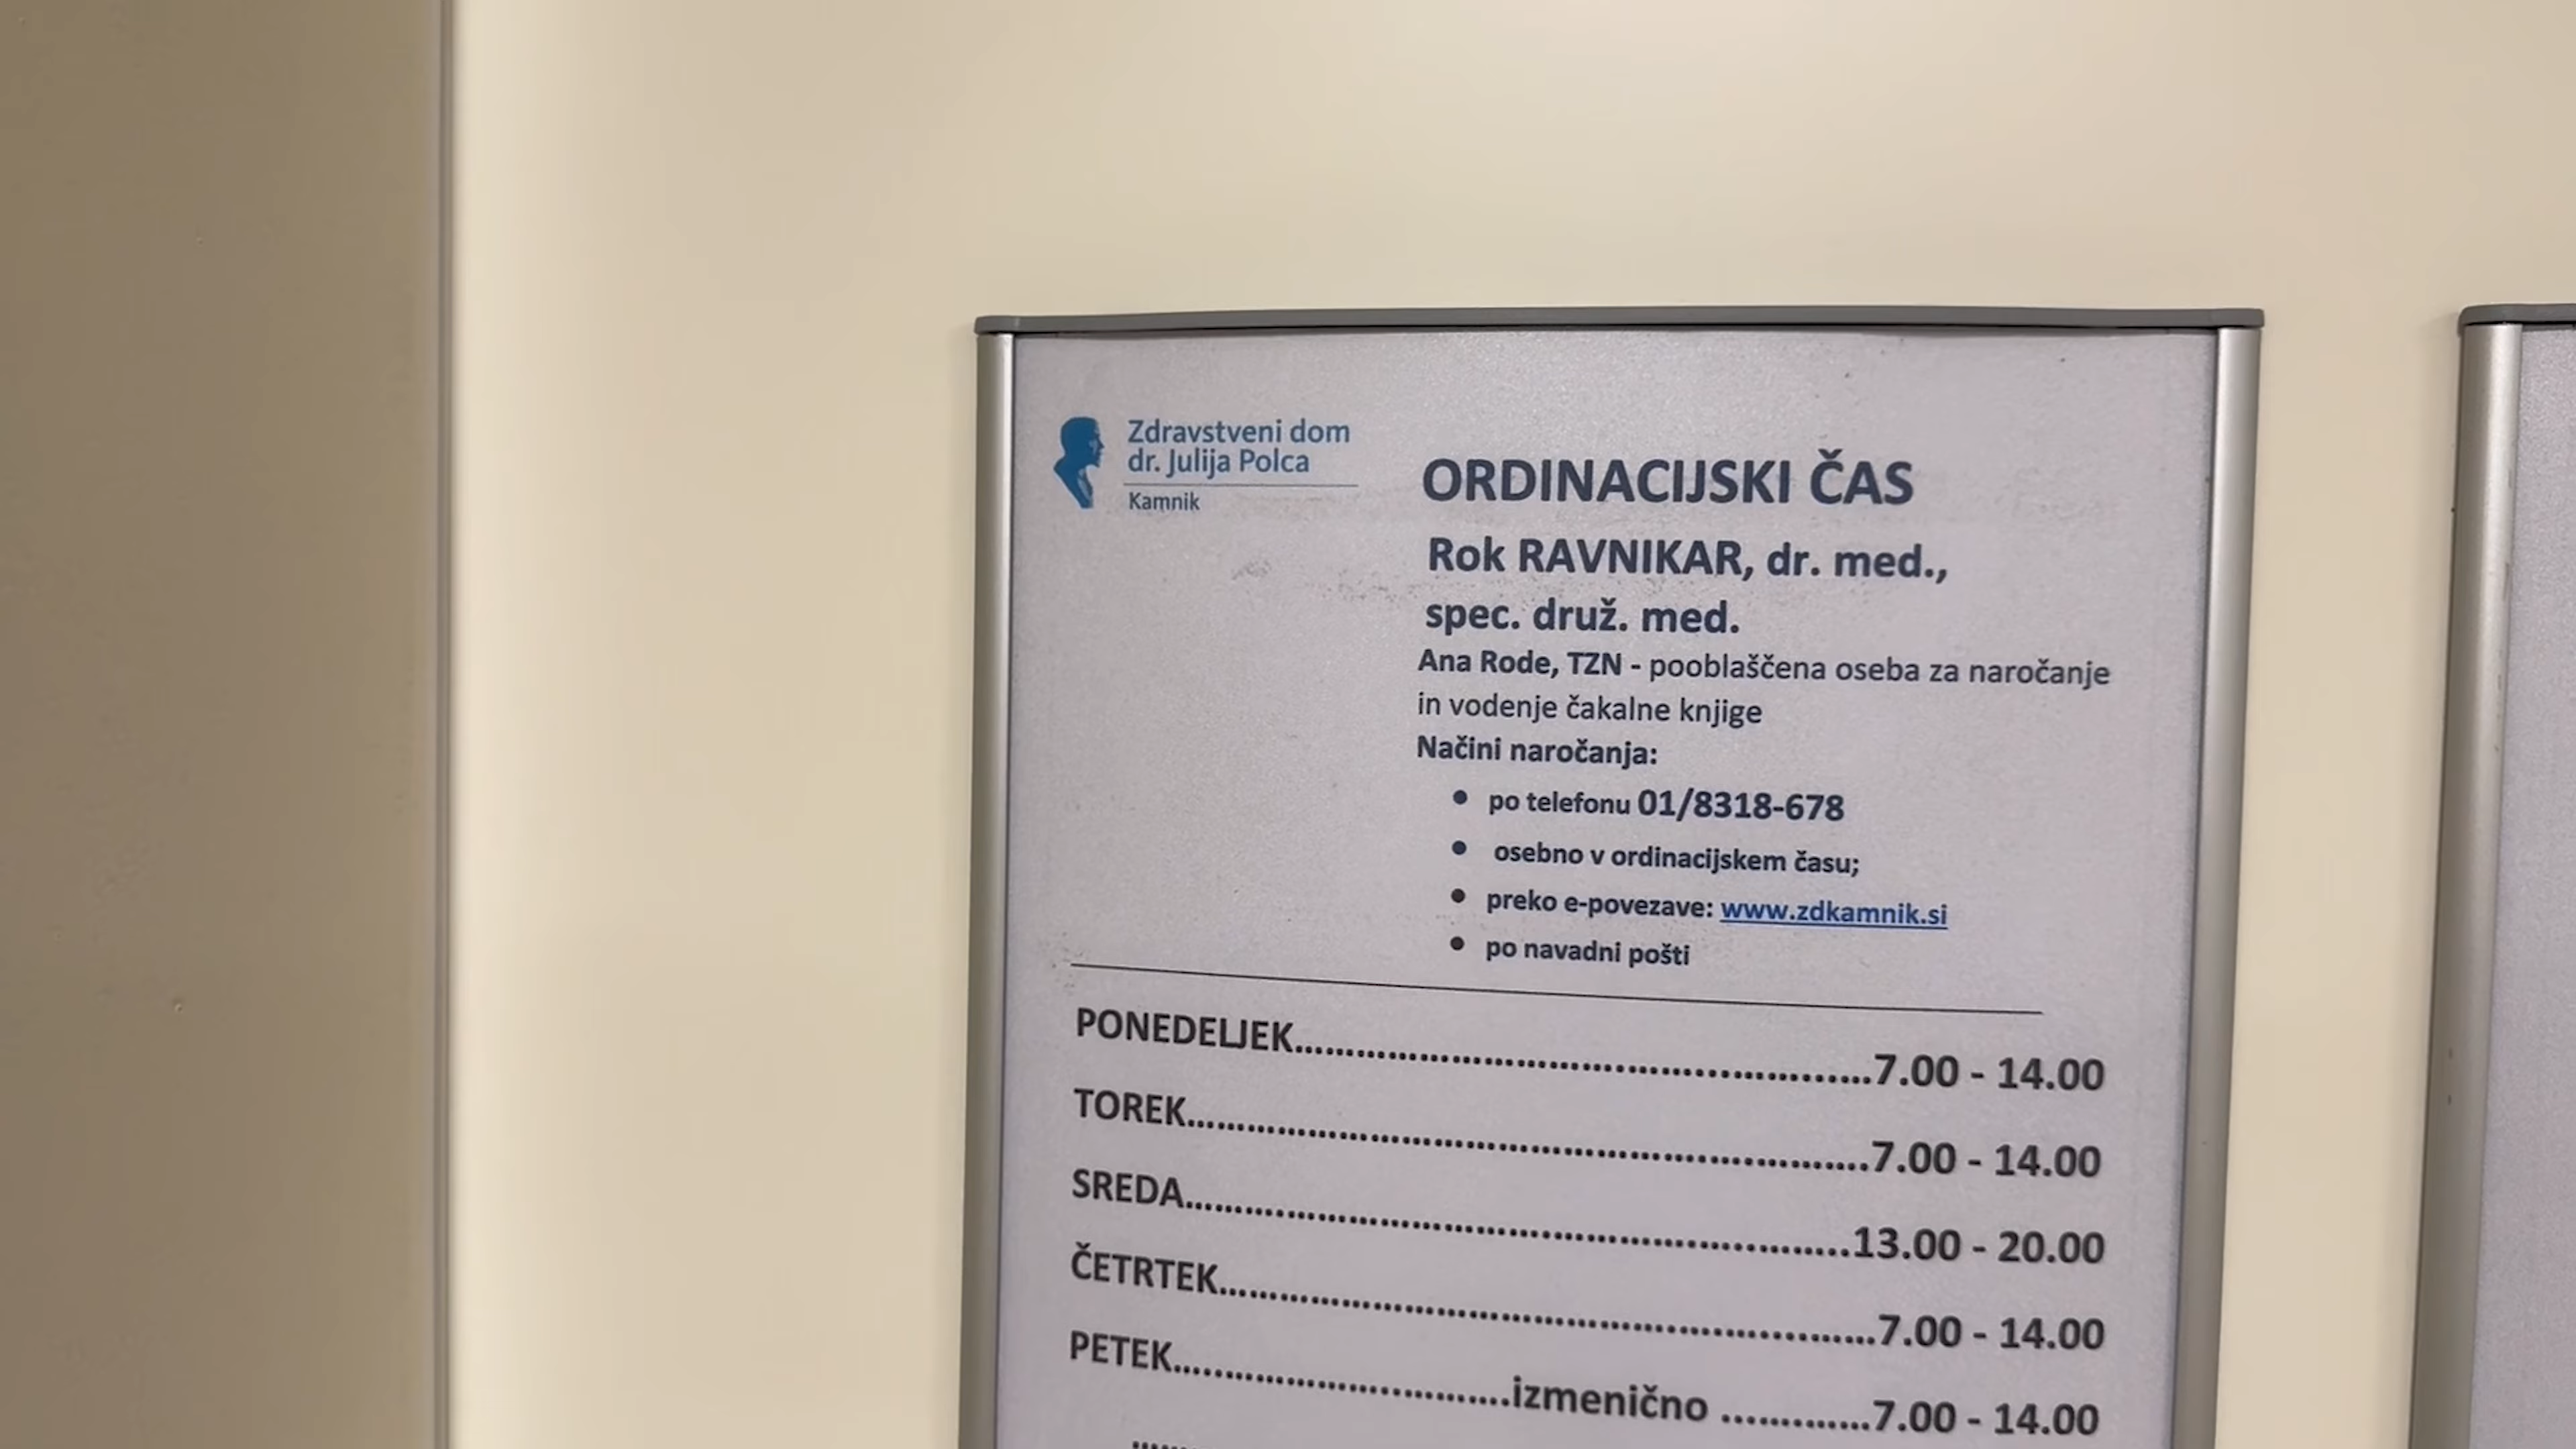 Zdravstveni dom
dr. Julija Polca
Kamnik
ORDINACIJSKI ČAS
Rok RAVNIKAR, dr. med.,
spec. druž. med.
Ana Rode, TZN - pooblaščena oseba za naročanje
in vodenje čakalne knjige
Načini naročanja:
• po telefonu 01/8318-678
• osebno v ordinacijskem času;
• preko e-povezave: www.zdkamnik.si
• po navadni pošti
PONEDELJEK...............................................7.00 - 14.00
TOREK...............................................7.00 - 14.00
SREDA...............................................13.00 - 20.00
ČETRTEK...............................................7.00 - 14.00
PETEK.........................izmenično ...............7.00 - 14.00